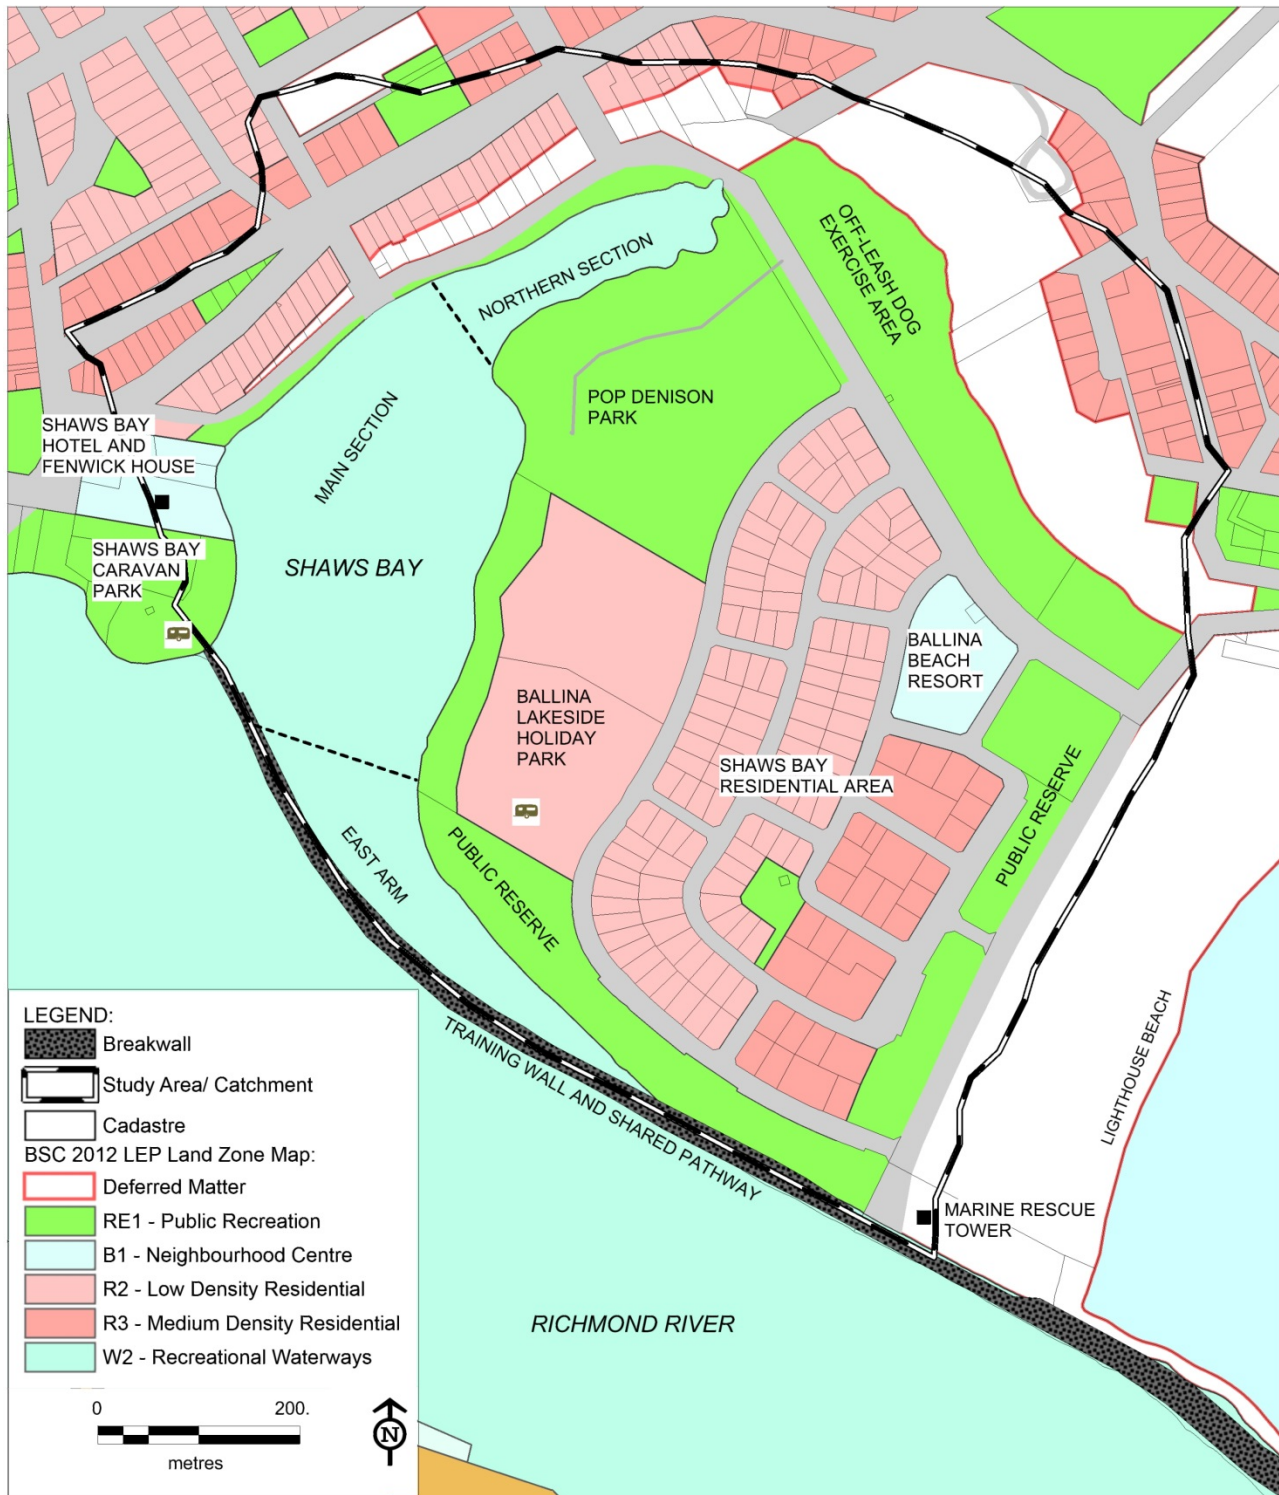 OFF-LEASH DOG
EXERCISE AREA
NORTHERN SECTION
POP DENISON
PARK
MAIN SECTION
SHAWS BAY
HOTEL AND
FENWICK HOUSE
SHAWS BAY
CARAVAN
PARK
SHAWS BAY
BALLINA
BEACH
RESORT
BALLINA
LAKESIDE
HOLIDAY
PARK
SHAWS BAY
RESIDENTIAL AREA
PUBLIC RESERVE
EAST ARM
PUBLIC RESERVE
TRAINING WALL AND SHARED PATHWAY
LIGHTHOUSE BEACH
MARINE RESCUE
TOWER
RICHMOND RIVER
LEGEND:
Breakwall
Study Area/ Catchment
Cadastre
BSC 2012 LEP Land Zone Map:
Deferred Matter
RE1 - Public Recreation
B1 - Neighbourhood Centre
R2 - Low Density Residential
R3 - Medium Density Residential
W2 - Recreational Waterways
0 200.
metres
N